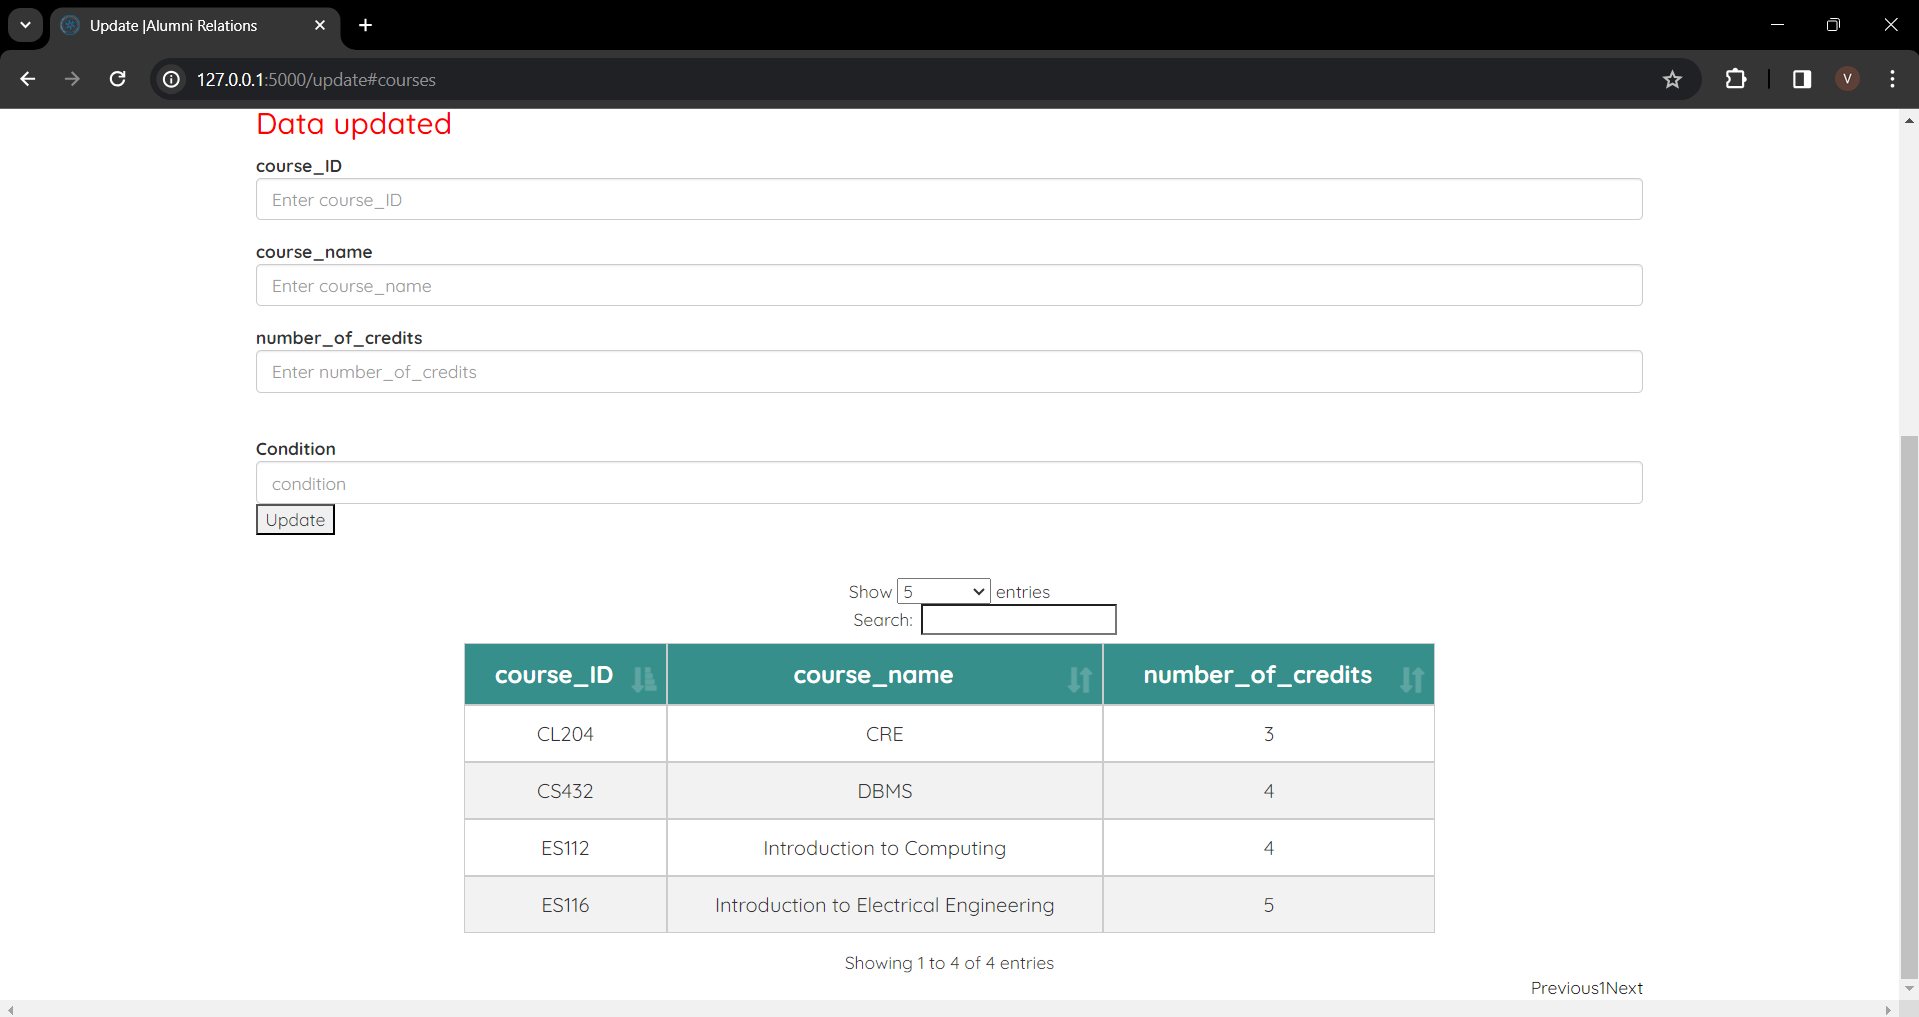 Update |Alumni Relations
127.0.0.1:5000/update#courses
V
Data updated
course_ID
Enter course_ID
course_name
Enter course_name
number_of_credits
Enter number_of_credits
Condition
condition
Update
Show 5 entries
Search:
course_ID course_name number_of_credits
CL204 CRE 3
CS432 DBMS 4
ES112 Introduction to Computing 4
ES116 Introduction to Electrical Engineering 5
Showing 1 to 4 of 4 entries
Previous1Next